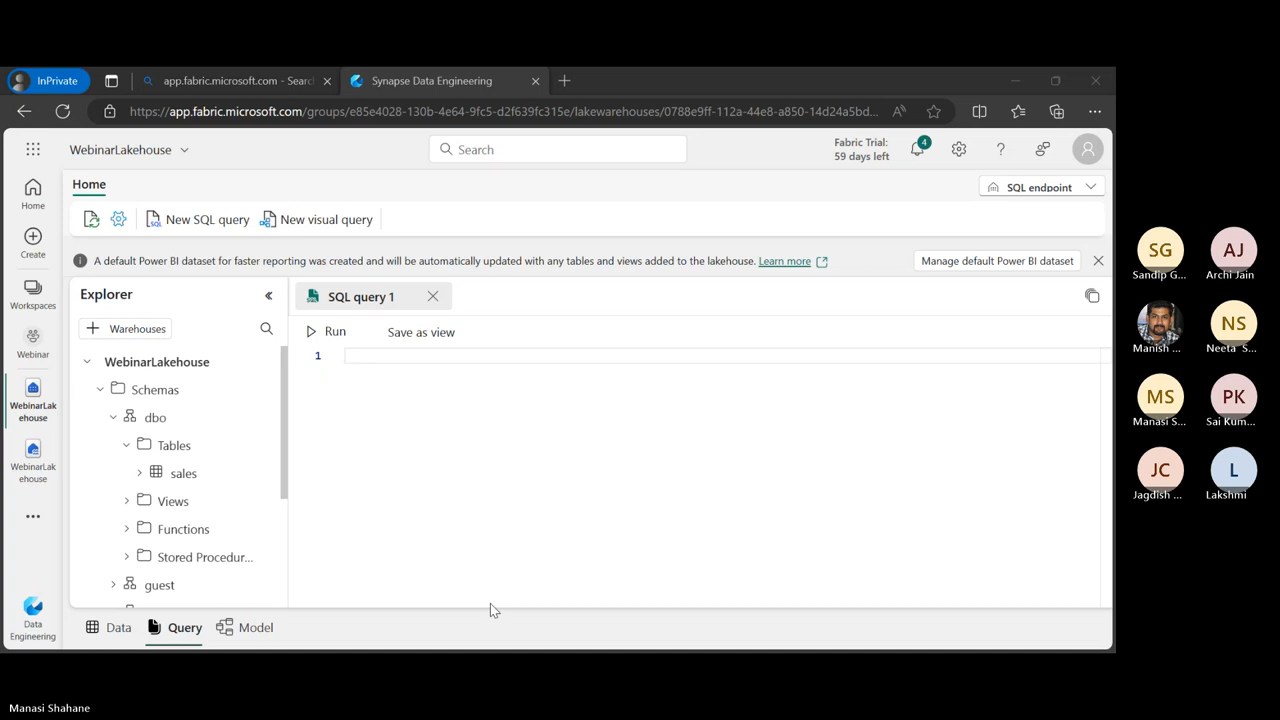 InPrivate
app.fabric.microsoft.com - Searc
Synapse Data Engineering
https://app.fabric.microsoft.com/groups/e85e4028-130b-4e64-9fc5-d2f639fc315e/lakewarehouses/0788e9ff-112a-44e8-a850-14d24a5bd...
WebinarLakehouse
Search
Fabric Trial:
59 days left
4
Home
SQL endpoint
New SQL query
New visual query
A default Power BI dataset for faster reporting was created and will be automatically updated with any tables and views added to the lakehouse. Learn more
Manage default Power BI dataset
Home
Create
Workspaces
Webinar
WebinarLak
ehouse
WebinarLak
ehouse
Data
Engineering
Explorer
Warehouses
WebinarLakehouse
Schemas
dbo
Tables
sales
Views
Functions
Stored Procedur...
guest
SQL query 1
Run
Save as view
1
Data
Query
Model
SG
Sandip G...
AJ
Archi Jain
Manish ...
NS
Neeta S...
MS
Manasi S...
PK
Sai Kum...
JC
Jagdish ...
L
Lakshmi
Manasi Shahane